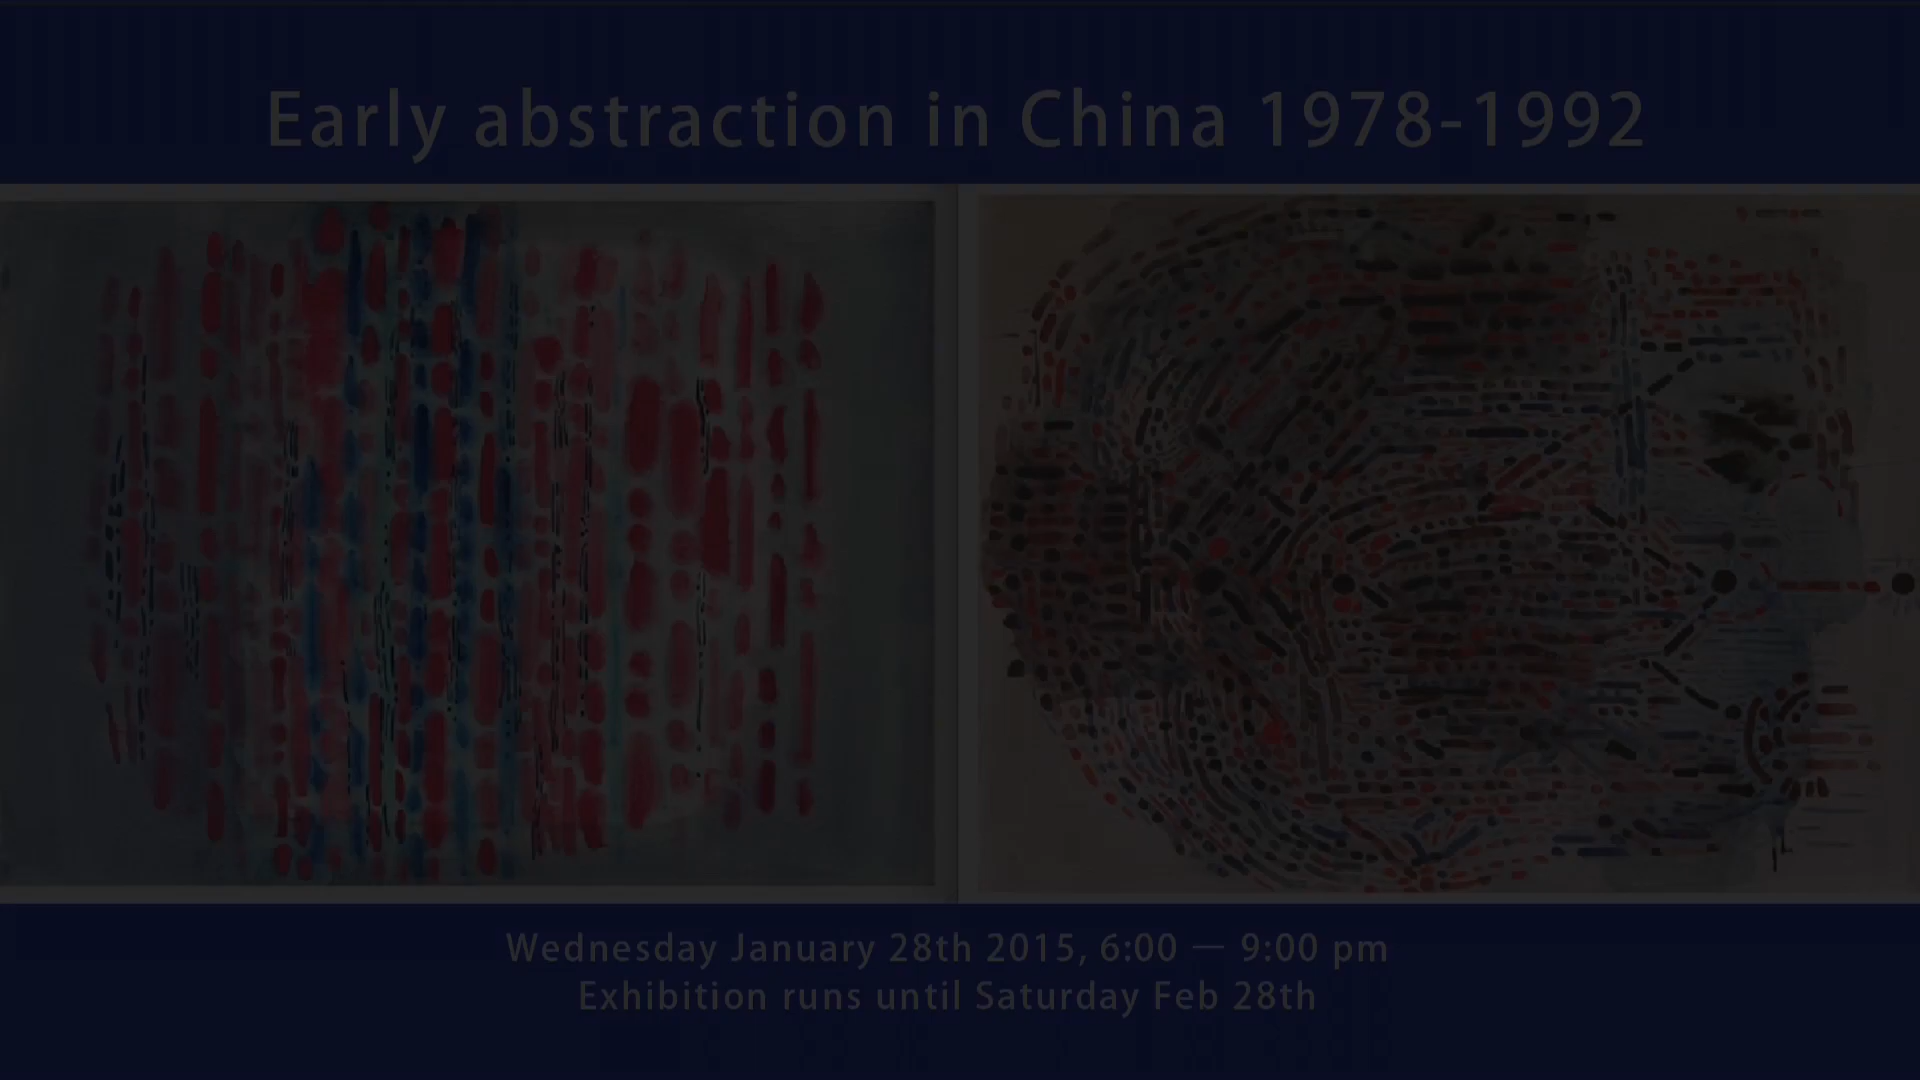 Early abstraction in China 1978-1992
Wednesday January 28th 2015, 6:00 — 9:00 pm
Exhibition runs until Saturday Feb 28th